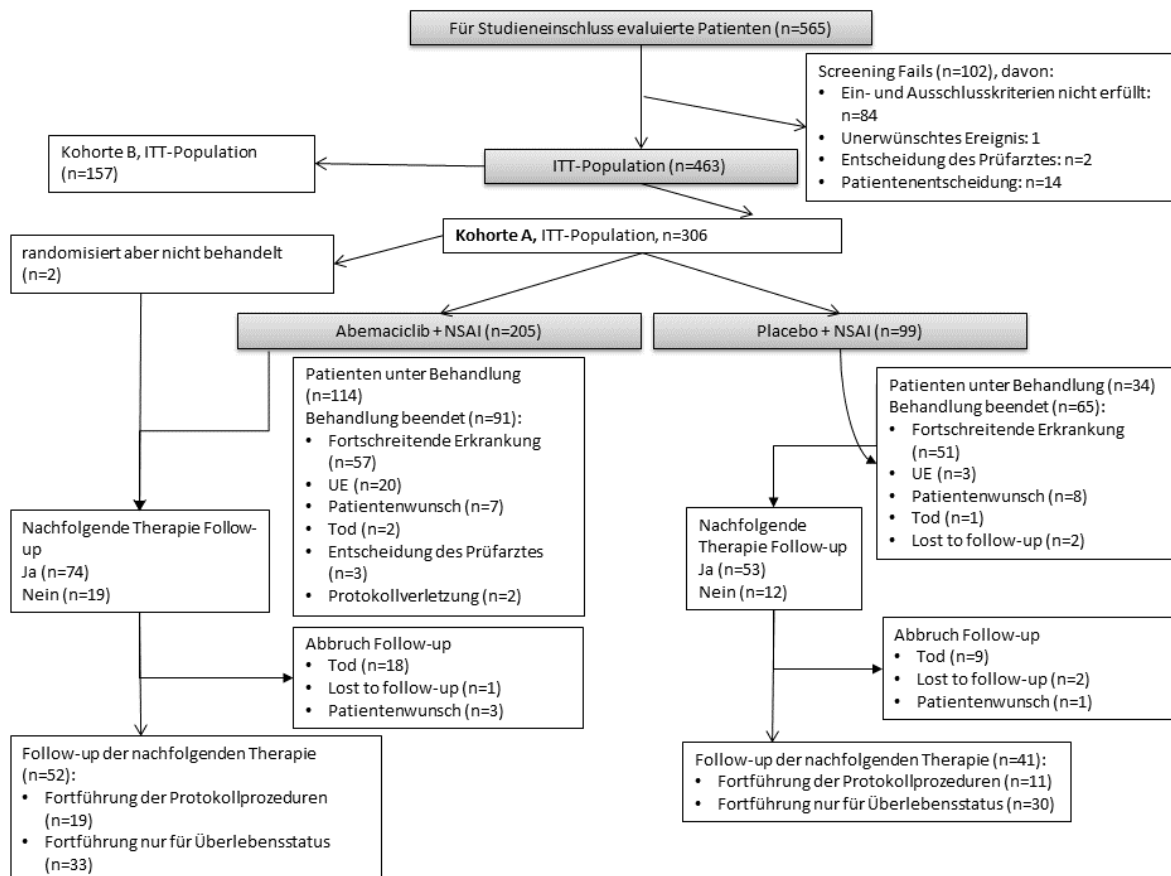 Für Studieneinschluss evaluierte Patienten (n=565)
Screening Fails (n=102), davon:
• Ein- und Ausschlusskriterien nicht erfüllt:
n=84
• Unerwünschtes Ereignis: 1
• Entscheidung des Prüfarztes: n=2
• Patientenentscheidung: n=14
Kohorte B, ITT-Population
(n=157)
ITT-Population (n=463)
Kohorte A, ITT-Population, n=306
randomisiert aber nicht behandelt
(n=2)
Abemaciclib + NSAI (n=205)
Placebo + NSAI (n=99)
Patienten unter Behandlung
(n=114)
Behandlung beendet (n=91):
• Fortschreitende Erkrankung
(n=57)
• UE (n=20)
• Patientenwunsch (n=7)
• Tod (n=2)
• Entscheidung des Prüfarztes
(n=3)
• Protokollverletzung (n=2)
Patienten unter Behandlung (n=34)
Behandlung beendet (n=65):
• Fortschreitende Erkrankung
(n=51)
• UE (n=3)
• Patientenwunsch (n=8)
• Tod (n=1)
• Lost to follow-up (n=2)
Nachfolgende Therapie Follow-
up
Ja (n=74)
Nein (n=19)
Nachfolgende
Therapie Follow-up
Ja (n=53)
Nein (n=12)
Abbruch Follow-up
• Tod (n=18)
• Lost to follow-up (n=1)
• Patientenwunsch (n=3)
Abbruch Follow-up
• Tod (n=9)
• Lost to follow-up (n=2)
• Patientenwunsch (n=1)
Follow-up der nachfolgenden Therapie
(n=52):
• Fortführung der Protokollprozeduren
(n=19)
• Fortführung nur für Überlebensstatus
(n=33)
Follow-up der nachfolgenden Therapie (n=41):
• Fortführung der Protokollprozeduren (n=11)
• Fortführung nur für Überlebensstatus (n=30)